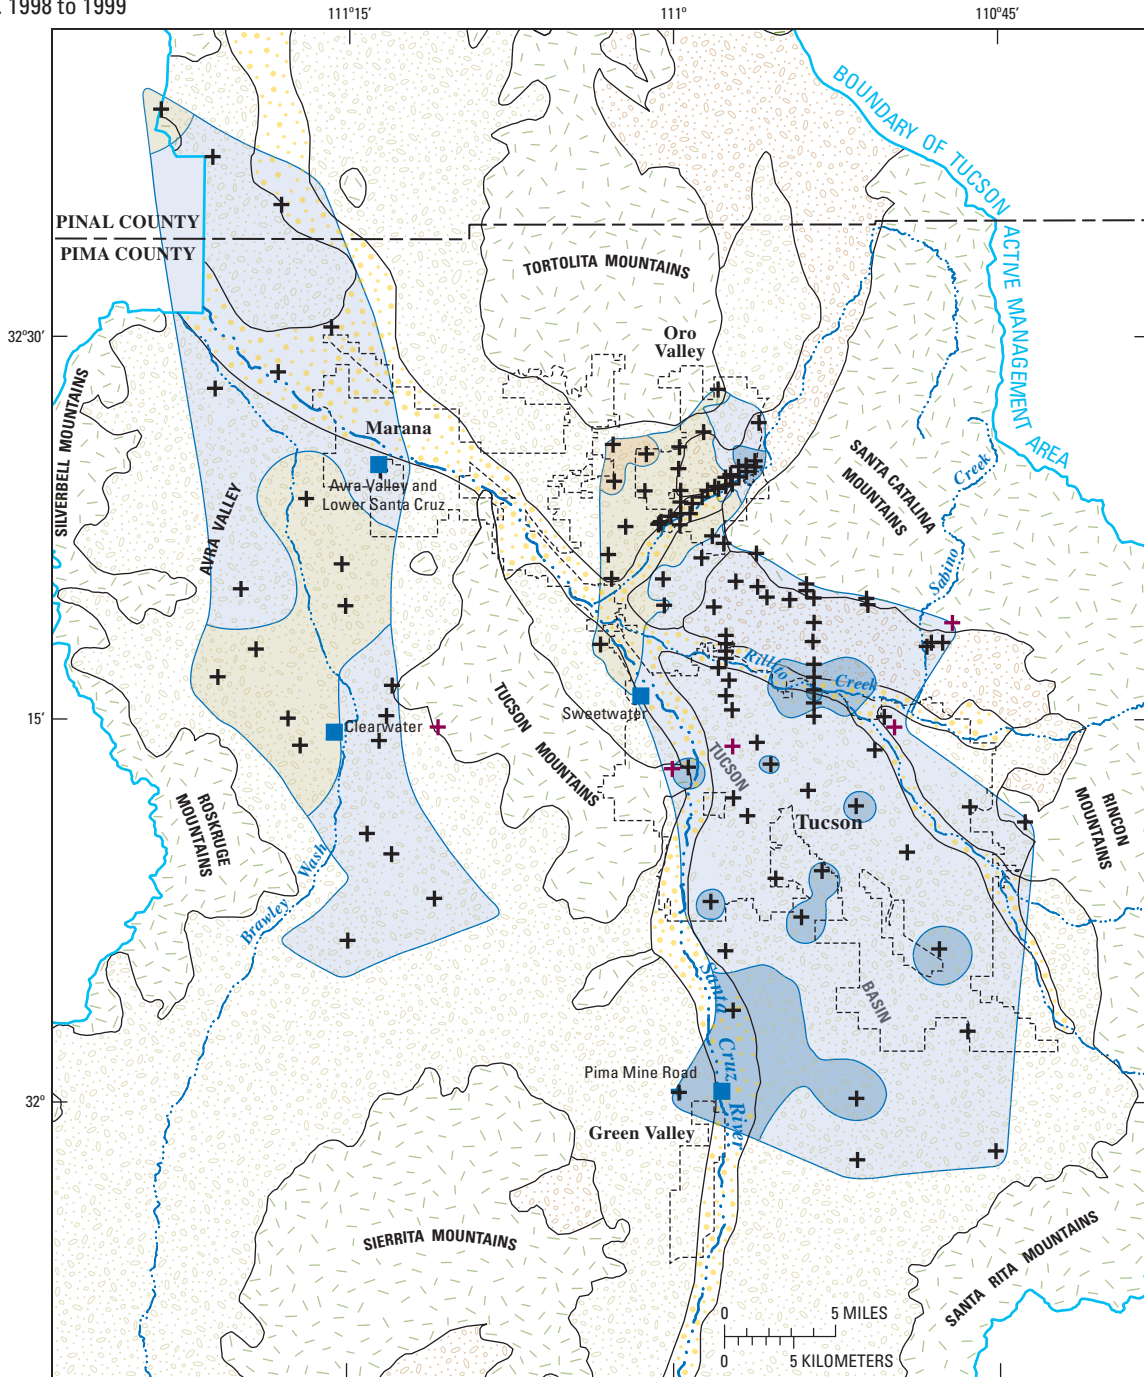 . 1998 to 1999
111°15′
111°
110°45′
BOUNDARY OF TUCSON
ACTIVE MANAGEMENT
AREA
PINAL COUNTY
PIMA COUNTY
TORTOLITA MOUNTAINS
32°30′
Oro
Valley
SILVERBELL MOUNTAINS
Marana
SANTA CATALINA
MOUNTAINS
Creek
Sabino
Avra Valley and
Lower Santa Cruz
AVRA VALLEY
Rillito
Creek
TUCSON
MOUNTAINS
15′
Sweetwater
Clearwater
TUCSON
ROSKRUGE
MOUNTAINS
RINCON
MOUNTAINS
Tucson
Brawley
Wash
BASIN
Santa
Cruz
River
Pima Mine Road
32°
Green Valley
SIERRITA MOUNTAINS
SANTA RITA MOUNTAINS
0
5 MILES
0
5 KILOMETERS